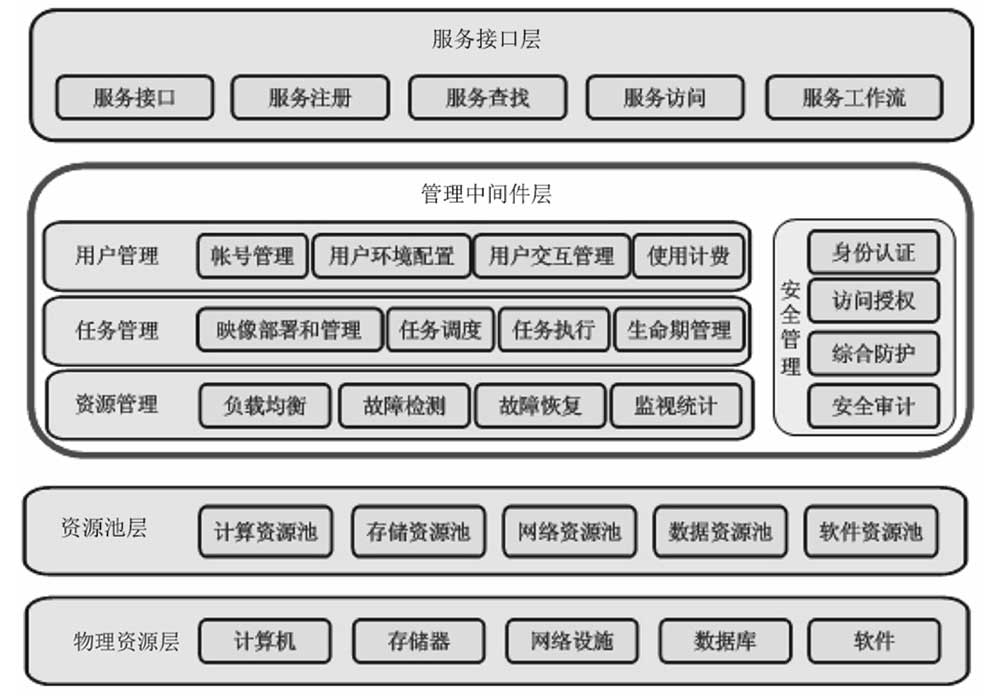 服务接口层
服务接口 服务注册 服务查找 服务访问 服务工作流
管理中间件层
用户管理 帐号管理 用户环境配置 用户交互管理 使用计费
任务管理 映像部署和管理 任务调度 任务执行 生命期管理
资源管理 负载均衡 故障检测 故障恢复 监视统计
安全管理
身份认证
访问授权
综合防护
安全审计
资源池层 计算资源池 存储资源池 网络资源池 数据资源池 软件资源池
物理资源层 计算机 存储器 网络设施 数据库 软件